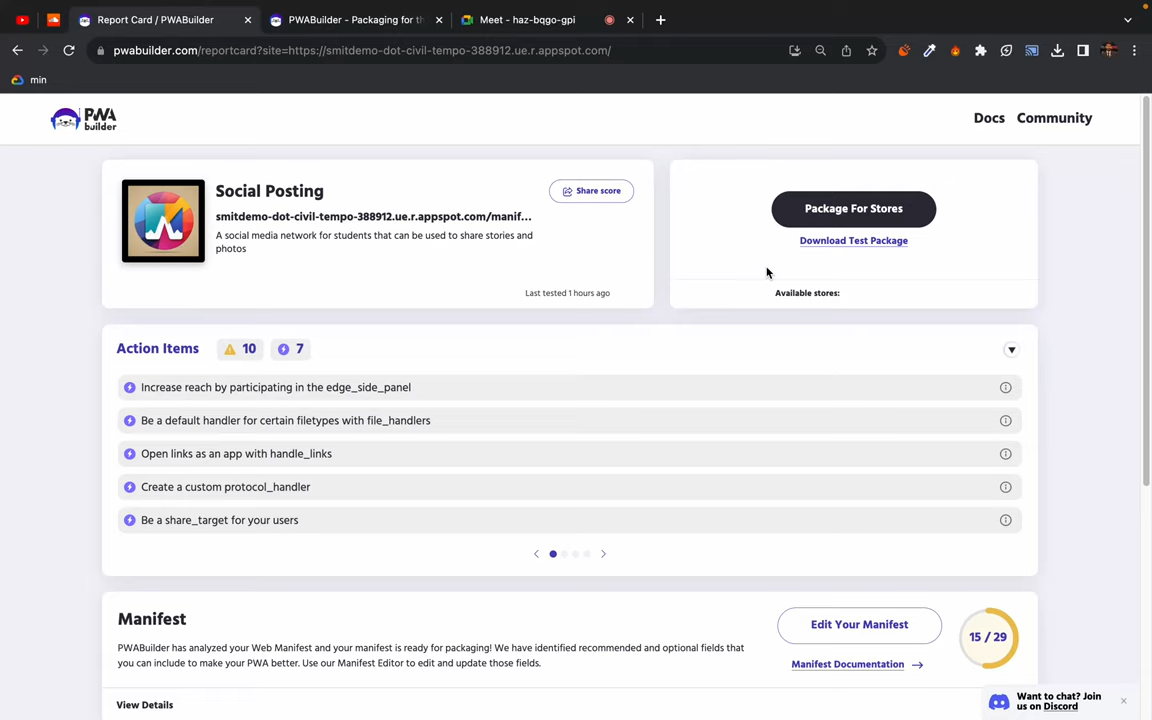 Report Card / PWABuilder
PWABuilder - Packaging for th
Meet - haz-bqgo-gpi
pwabuilder.com/reportcard?site=https://smitdemo-dot-civil-tempo-388912.ue.r.appspot.com/
min
PWA
builder
Docs
Community
Social Posting
Share score
smitdemo-dot-civil-tempo-388912.ue.r.appspot.com/manif...
A social media network for students that can be used to share stories and
photos
Last tested 1 hours ago
Package For Stores
Download Test Package
Available stores:
Action Items
10
7
Increase reach by participating in the edge_side_panel
Be a default handler for certain filetypes with file_handlers
Open links as an app with handle_links
Create a custom protocol_handler
Be a share_target for your users
Manifest
Edit Your Manifest
15 / 29
PWABuilder has analyzed your Web Manifest and your manifest is ready for packaging! We have identified recommended and optional fields that
you can include to make your PWA better. Use our Manifest Editor to edit and update those fields.
Manifest Documentation
View Details
Want to chat? Join
us on Discord